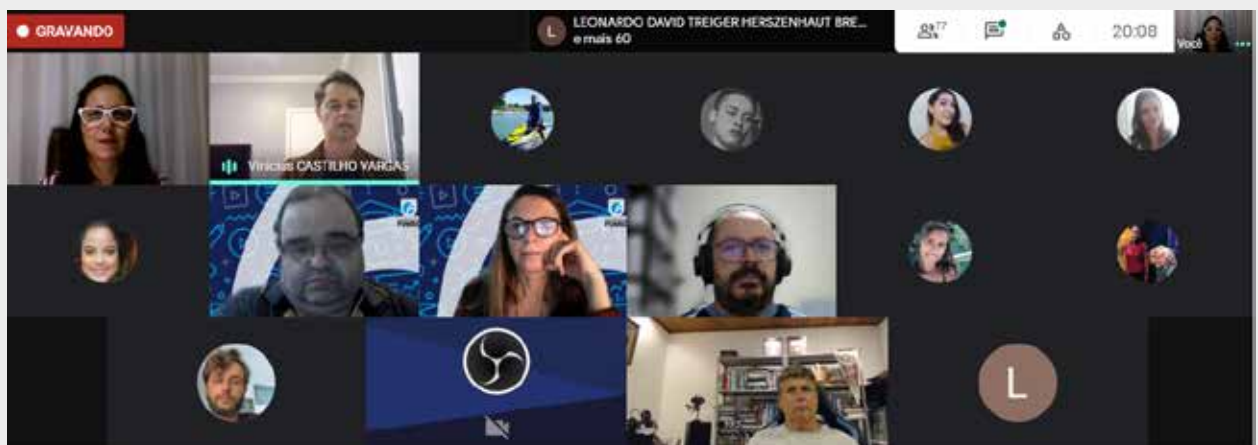 GRAVANDO
L
LEONARDO DAVID TREIGER HERSZENHAUT BRE...
e mais 60
77
20:08
Você
Vinicius CASTILHO VARGAS
L